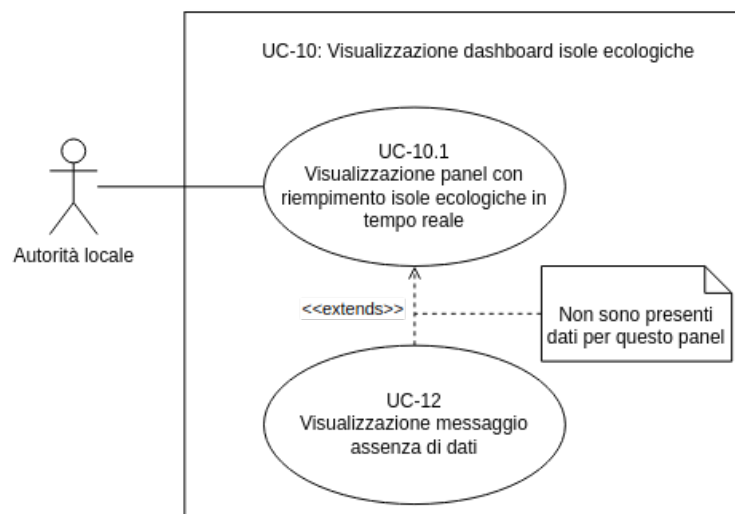 UC-10: Visualizzazione dashboard isole ecologiche
UC-10.1
Visualizzazione panel con
riempimento isole ecologiche in
tempo reale
Autorità locale
<<extends>>
Non sono presenti
dati per questo panel
UC-12
Visualizzazione messaggio
assenza di dati